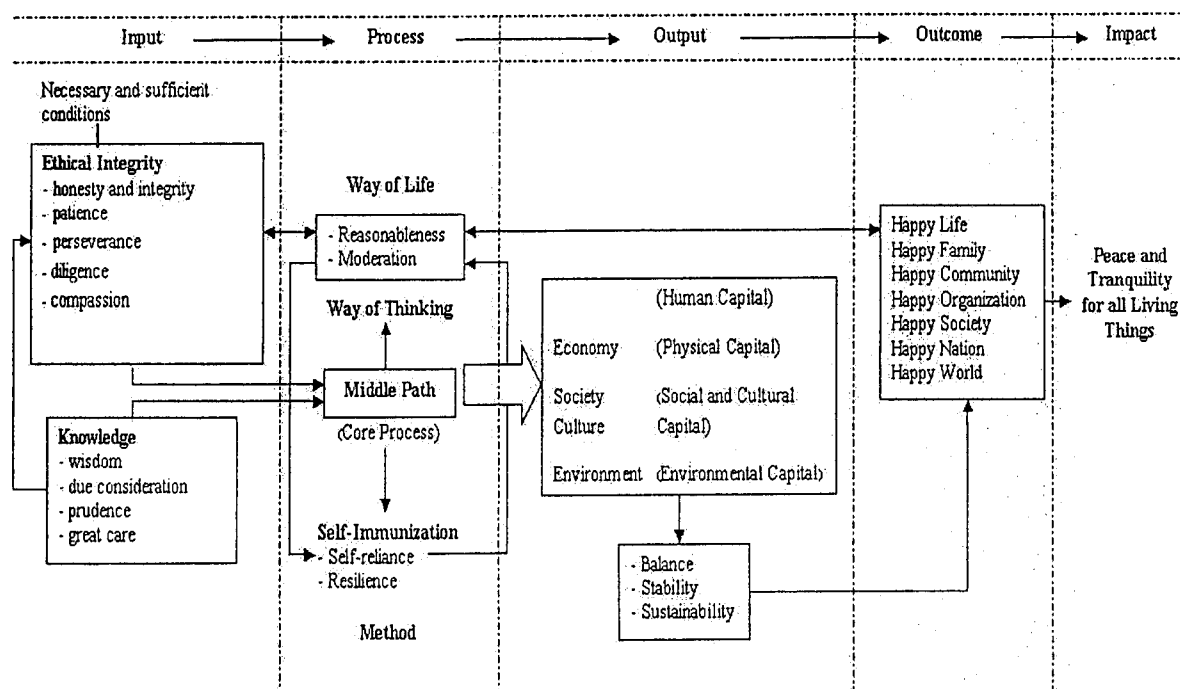 Input
Process
Output
Outcome
Impact
Necessary and sufficient
conditions
Ethical Integrity
- honesty and integrity
- patience
- perseverance
- diligence
- compassion
Knowledge
- wisdom
- due consideration
- prudence
- great care
Way of Life
- Reasonableness
- Moderation
Way of Thinking
Middle Path
(Core Process)
Self-Immunization
- Self-reliance
- Resilience
Method
(Human Capital)
Economy (Physical Capital)
Society (Social and Cultural
Culture Capital)
Environment (Environmental Capital)
- Balance
- Stability
- Sustainability
Happy Life
Happy Family
Happy Community
Happy Organization
Happy Society
Happy Nation
Happy World
Peace and
Tranquility
for all Living
Things